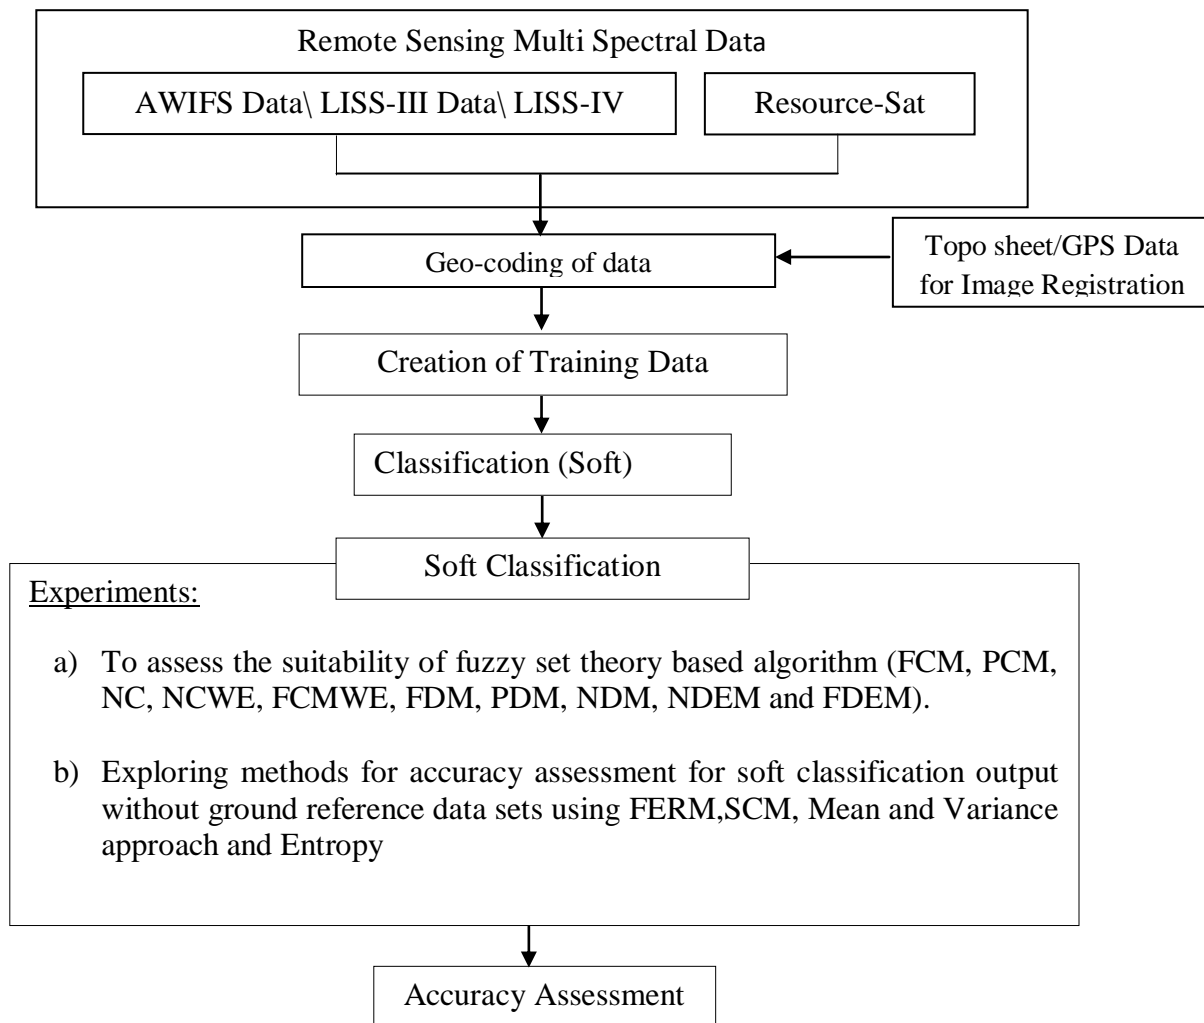 Remote Sensing Multi Spectral Data
AWIFS Data\ LISS-III Data\ LISS-IV
Resource-Sat
Geo-coding of data
Topo sheet/GPS Data
for Image Registration
Creation of Training Data
Classification (Soft)
Soft Classification
Experiments:
a) To assess the suitability of fuzzy set theory based algorithm (FCM, PCM,
NC, NCWE, FCMWE, FDM, PDM, NDM, NDEM and FDEM).
b) Exploring methods for accuracy assessment for soft classification output
without ground reference data sets using FERM,SCM, Mean and Variance
approach and Entropy
Accuracy Assessment